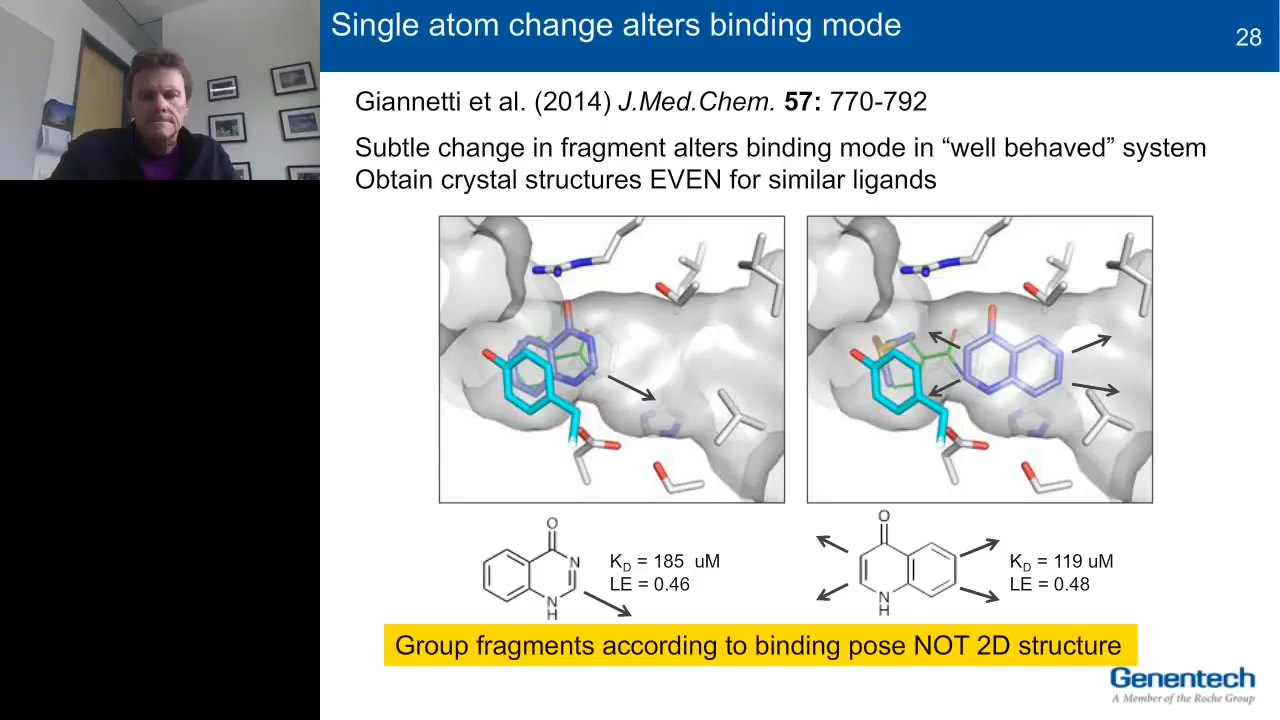 Single atom change alters binding mode
28
Giannetti et al. (2014) J.Med.Chem. 57: 770-792
Subtle change in fragment alters binding mode in “well behaved” system
Obtain crystal structures EVEN for similar ligands
O
N
N
H
K_D = 185 uM
LE = 0.46
O
N
H
K_D = 119 uM
LE = 0.48
Group fragments according to binding pose NOT 2D structure
Genentech
A Member of the Roche Group